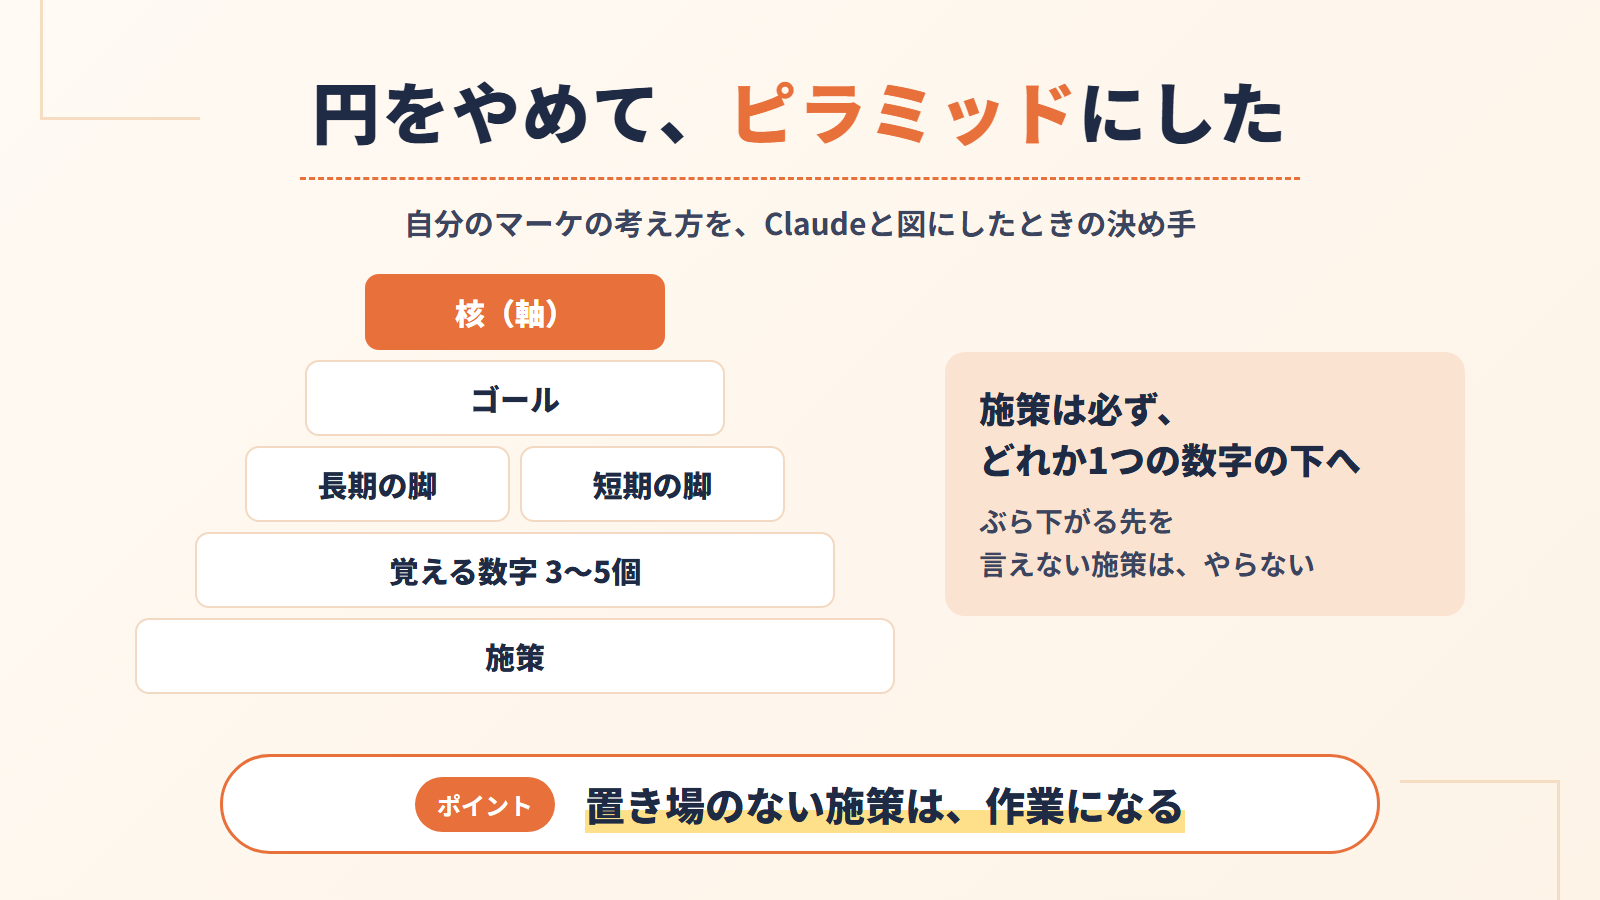 円をやめて、ピラミッドにした
自分のマーケの考え方を、Claudeと図にしたときの決め手
核（軸）
ゴール
長期の脚
短期の脚
覚える数字 3〜5個
施策
施策は必ず、
どれか1つの数字の下へ
ぶら下がる先を
言えない施策は、やらない
ポイント
置き場のない施策は、作業になる